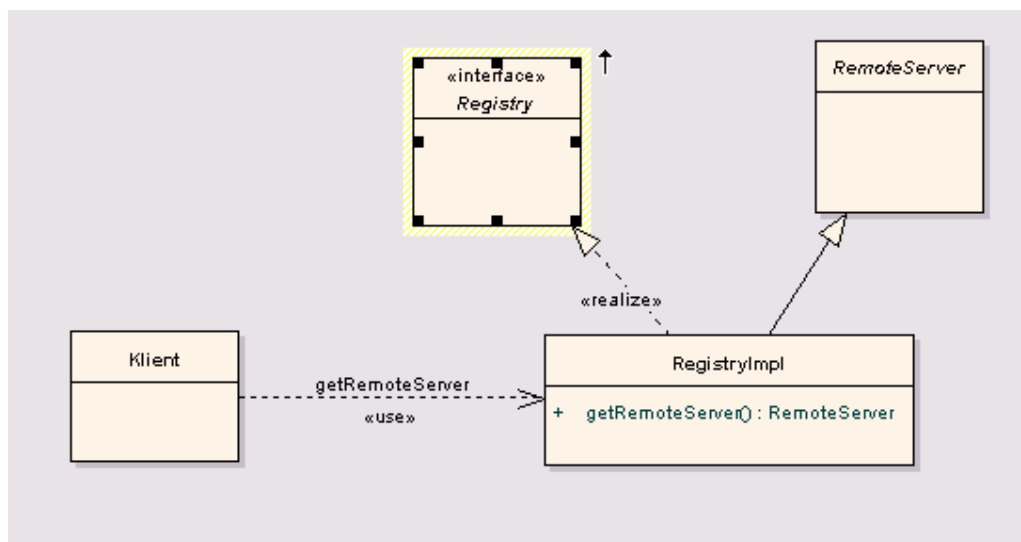 «interface»
Registry
RemoteServer
«realize»
Klient
getRemoteServer
«use»
RegistryImpl
+ getRemoteServer() : RemoteServer